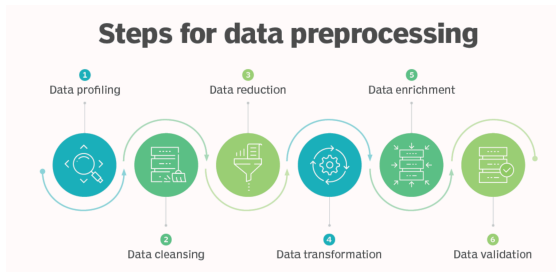 Steps for data preprocessing
1
Data profiling
3
Data reduction
5
Data enrichment
2
Data cleansing
4
Data transformation
6
Data validation